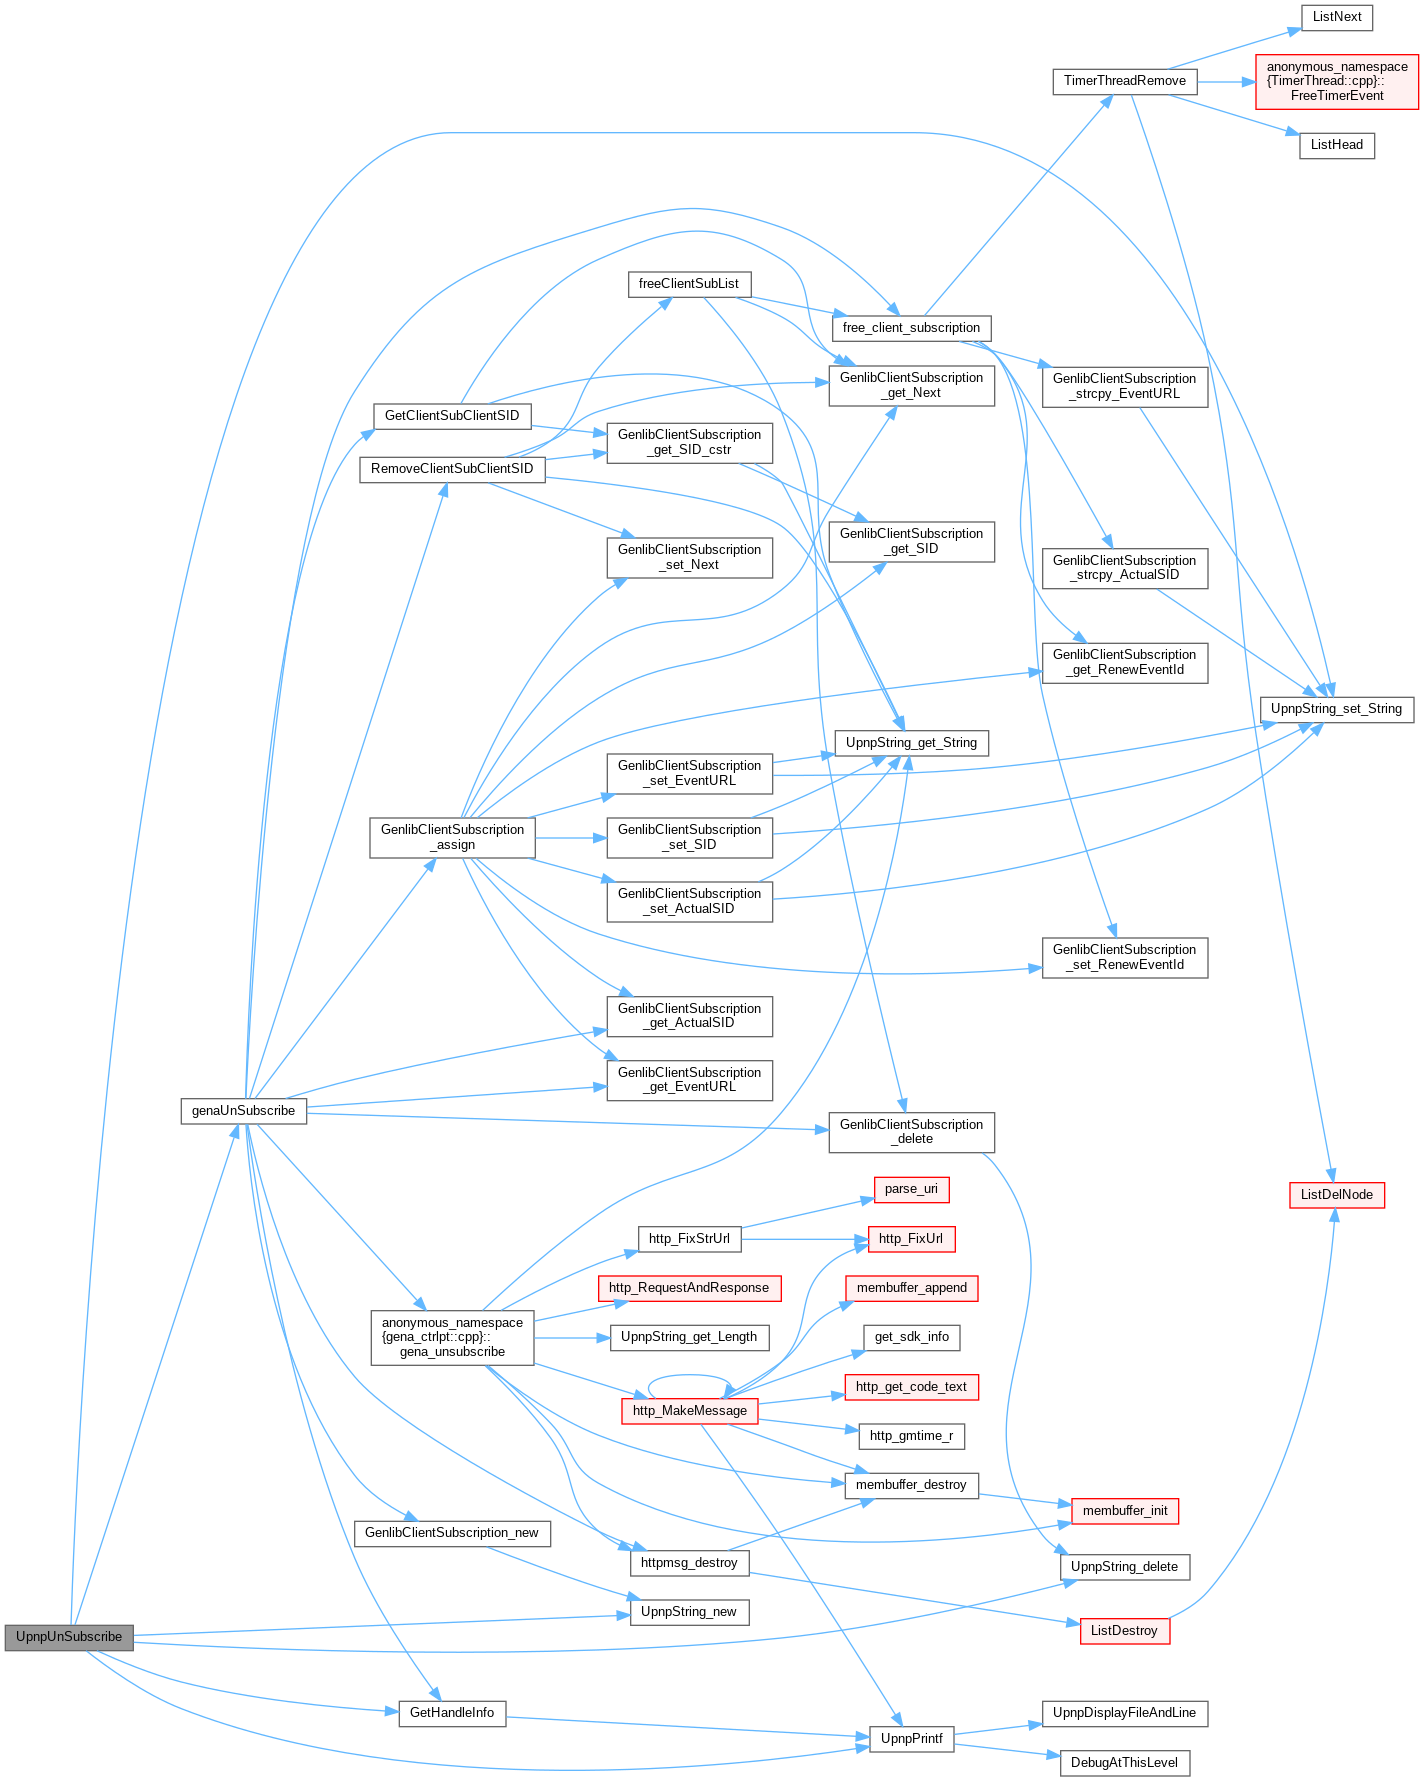 ListNext
anonymous_namespace
{TimerThread::cpp}::
FreeTimerEvent
TimerThreadRemove
ListHead
freeClientSubList
free_client_subscription
GenlibClientSubscription
_get_Next
GenlibClientSubscription
_strcpy_EventURL
GetClientSubClientSID
GenlibClientSubscription
_get_SID_cstr
RemoveClientSubClientSID
GenlibClientSubscription
_get_SID
GenlibClientSubscription
_set_Next
GenlibClientSubscription
_strcpy_ActualSID
GenlibClientSubscription
_get_RenewEventId
UpnpString_set_String
UpnpString_get_String
GenlibClientSubscription
_set_EventURL
GenlibClientSubscription
_assign
GenlibClientSubscription
_set_SID
GenlibClientSubscription
_set_ActualSID
GenlibClientSubscription
_set_RenewEventId
GenlibClientSubscription
_get_ActualSID
GenlibClientSubscription
_get_EventURL
genaUnSubscribe
GenlibClientSubscription
_delete
parse_uri
ListDelNode
http_FixStrUrl
http_FixUrl
http_RequestAndResponse
membuffer_append
anonymous_namespace
{gena_ctrlpt::cpp}::
gena_unsubscribe
UpnpString_get_Length
get_sdk_info
http_get_code_text
http_MakeMessage
http_gmtime_r
membuffer_destroy
membuffer_init
GenlibClientSubscription_new
httpmsg_destroy
UpnpString_delete
UpnpString_new
ListDestroy
UpnpUnSubscribe
GetHandleInfo
UpnpDisplayFileAndLine
UpnpPrintf
DebugAtThisLevel